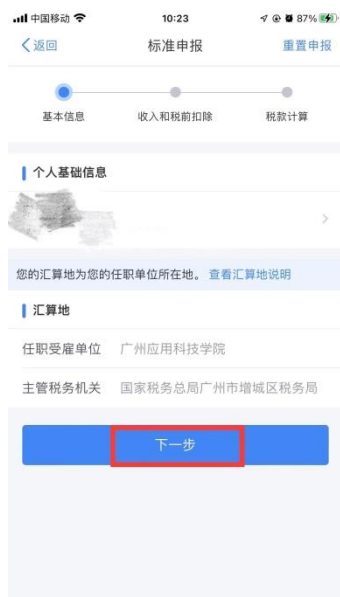 中国移动 10:23 87%
返回 标准申报 重置申报
基本信息 收入和税前扣除 税款计算
个人基础信息
您的汇算地为您的任职单位所在地。 查看汇算地说明
汇算地
任职受雇单位 广州应用科技学院
主管税务机关 国家税务总局广州市增城区税务局
下一步